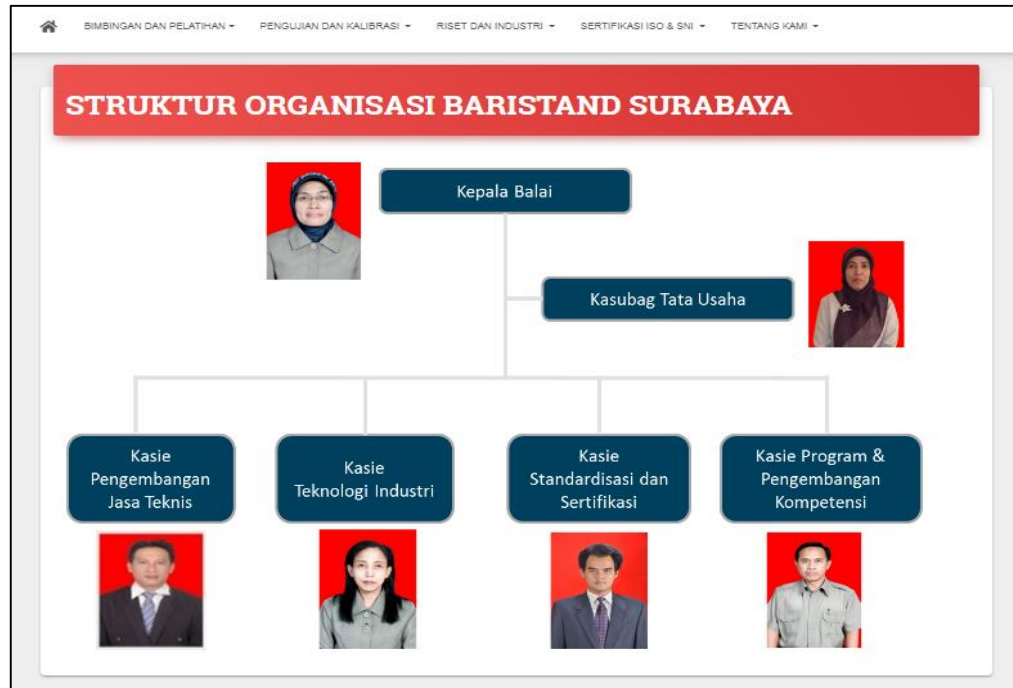 BIMBINGAN DAN PELATIHAN
PENGUJIAN DAN KALIBRASI
RISET DAN INDUSTRI
SERTIFIKASI ISO & SNI
TENTANG KAMI
STRUKTUR ORGANISASI BARISTAND SURABAYA
Kepala Balai
Kasubag Tata Usaha
Kasie
Pengembangan
Jasa Teknis
Kasie
Teknologi Industri
Kasie
Standardisasi dan
Sertifikasi
Kasie Program &
Pengembangan
Kompetensi